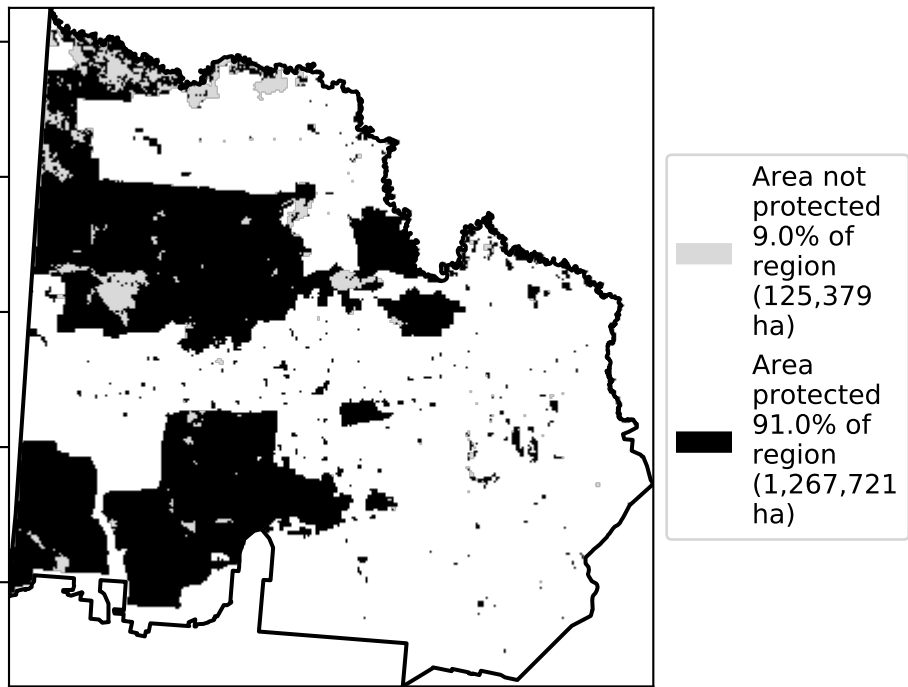 Area not
protected
9.0% of
region
(125,379
ha)
Area
protected
91.0% of
region
(1,267,721
ha)